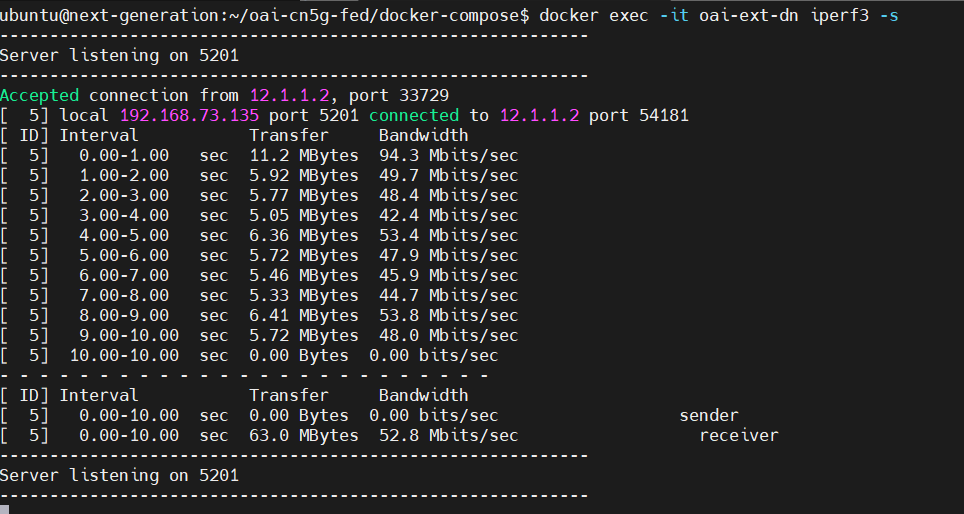 ubuntu@next-generation:~/oai-cn5g-fed/docker-compose$ docker exec -it oai-ext-dn iperf3 -s
-----------------------------------------------------------
Server listening on 5201
-----------------------------------------------------------
Accepted connection from 12.1.1.2, port 33729
[  5] local 192.168.73.135 port 5201 connected to 12.1.1.2 port 54181
[ ID] Interval           Transfer     Bandwidth
[  5]   0.00-1.00   sec  11.2 MBytes  94.3 Mbits/sec
[  5]   1.00-2.00   sec  5.92 MBytes  49.7 Mbits/sec
[  5]   2.00-3.00   sec  5.77 MBytes  48.4 Mbits/sec
[  5]   3.00-4.00   sec  5.05 MBytes  42.4 Mbits/sec
[  5]   4.00-5.00   sec  6.36 MBytes  53.4 Mbits/sec
[  5]   5.00-6.00   sec  5.72 MBytes  47.9 Mbits/sec
[  5]   6.00-7.00   sec  5.46 MBytes  45.9 Mbits/sec
[  5]   7.00-8.00   sec  5.33 MBytes  44.7 Mbits/sec
[  5]   8.00-9.00   sec  6.41 MBytes  53.8 Mbits/sec
[  5]   9.00-10.00  sec  5.72 MBytes  48.0 Mbits/sec
[  5]  10.00-10.00  sec  0.00 Bytes  0.00 bits/sec
- - - - - - - - - - - - - - - - - - - - - - - - -
[ ID] Interval           Transfer     Bandwidth
[  5]   0.00-10.00  sec  0.00 Bytes  0.00 bits/sec                  sender
[  5]   0.00-10.00  sec  63.0 MBytes  52.8 Mbits/sec                  receiver
-----------------------------------------------------------
Server listening on 5201
-----------------------------------------------------------